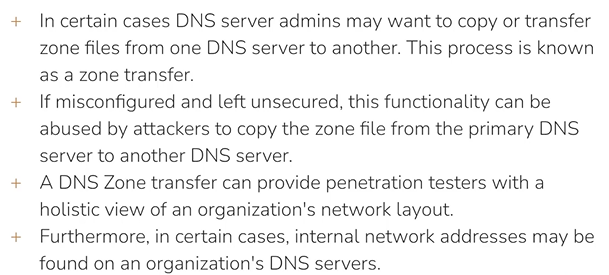 + In certain cases DNS server admins may want to copy or transfer
zone files from one DNS server to another. This process is known
as a zone transfer.
+ If misconfigured and left unsecured, this functionality can be
abused by attackers to copy the zone file from the primary DNS
server to another DNS server.
+ A DNS Zone transfer can provide penetration testers with a
holistic view of an organization's network layout.
+ Furthermore, in certain cases, internal network addresses may be
found on an organization's DNS servers.